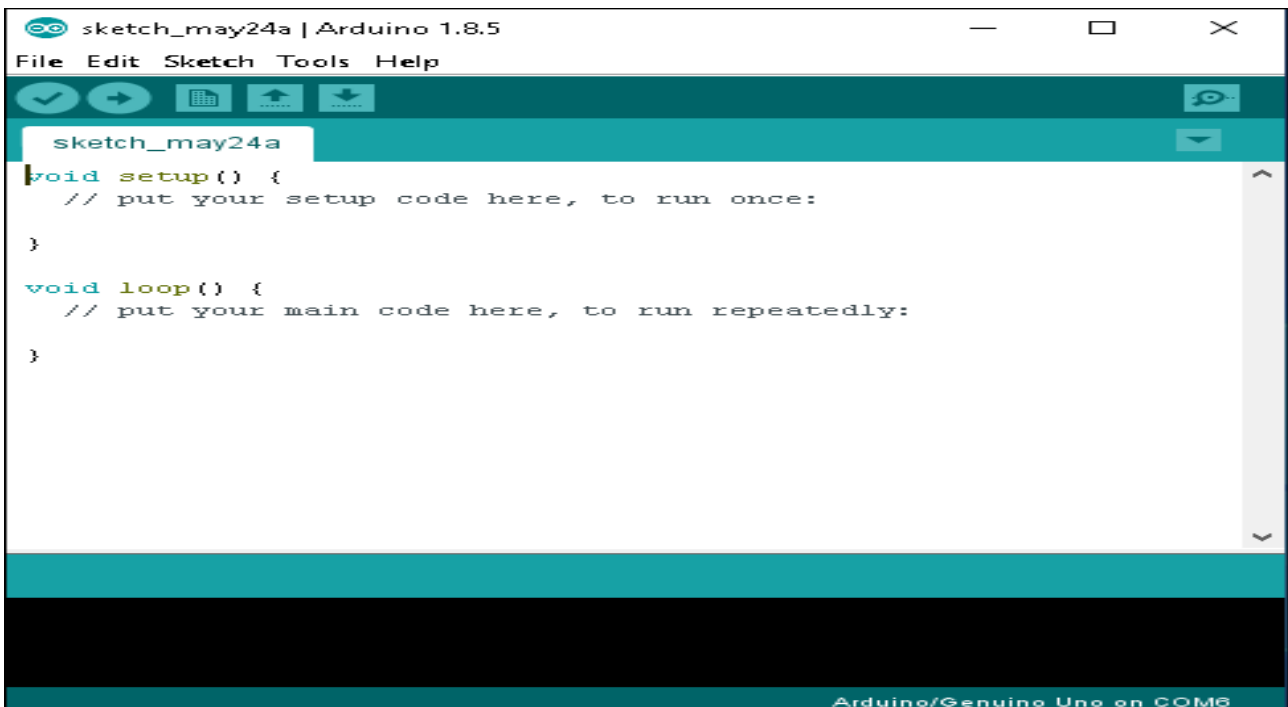 sketch_may24a | Arduino 1.8.5
File Edit Sketch Tools Help
sketch_may24a
void setup() {
  // put your setup code here, to run once:
}
void loop() {
  // put your main code here, to run repeatedly:
}
Arduino/Genuino Uno on COM6